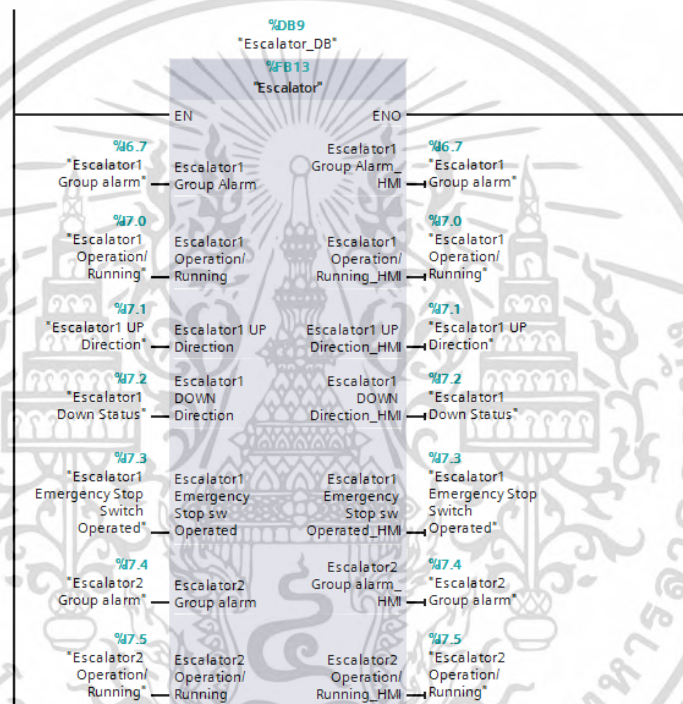 %DB9
"Escalator_DB"
%FB13
"Escalator"
EN
ENO
%I6.7
"Escalator1
Group alarm"
Escalator1
Group Alarm
Escalator1
Group Alarm_
HMI
%I6.7
"Escalator1
Group alarm"
%I7.0
"Escalator1
Operation/
Running"
Escalator1
Operation/
Running
Escalator1
Operation/
Running_HMI
%I7.0
"Escalator1
Operation/
Running"
%I7.1
"Escalator1 UP
Direction"
Escalator1 UP
Direction
Escalator1 UP
Direction_HMI
%I7.1
"Escalator1 UP
Direction"
%I7.2
"Escalator1
Down Status"
Escalator1
DOWN
Direction
Escalator1
DOWN
Direction_HMI
%I7.2
"Escalator1
Down Status"
%I7.3
"Escalator1
Emergency Stop
Switch
Operated"
Escalator1
Emergency
Stop sw
Operated
Escalator1
Emergency
Stop sw
Operated_HMI
%I7.3
"Escalator1
Emergency Stop
Switch
Operated"
%I7.4
"Escalator2
Group alarm"
Escalator2
Group alarm
Escalator2
Group alarm_
HMI
%I7.4
"Escalator2
Group alarm"
%I7.5
"Escalator2
Operation/
Running"
Escalator2
Operation/
Running
Escalator2
Operation/
Running_HMI
%I7.5
"Escalator2
Operation/
Running"